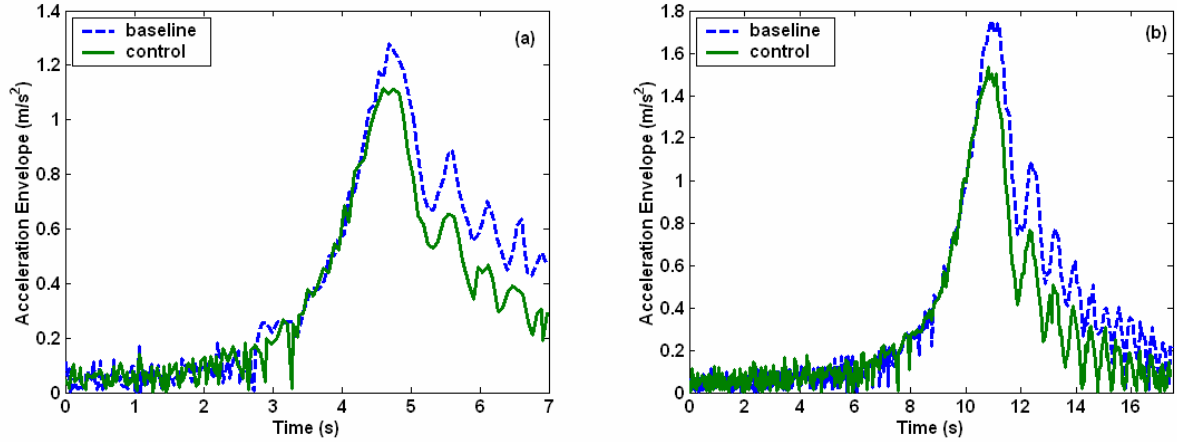 1.4
1.2
1
0.8
0.6
0.4
0.2
0
Acceleration Envelope (m/s²)
baseline
control
(a)
0 1 2 3 4 5 6 7
Time (s)
1.8
1.6
1.4
1.2
1
0.8
0.6
0.4
0.2
0
Acceleration Envelope (m/s²)
baseline
control
(b)
0 2 4 6 8 10 12 14 16
Time (s)